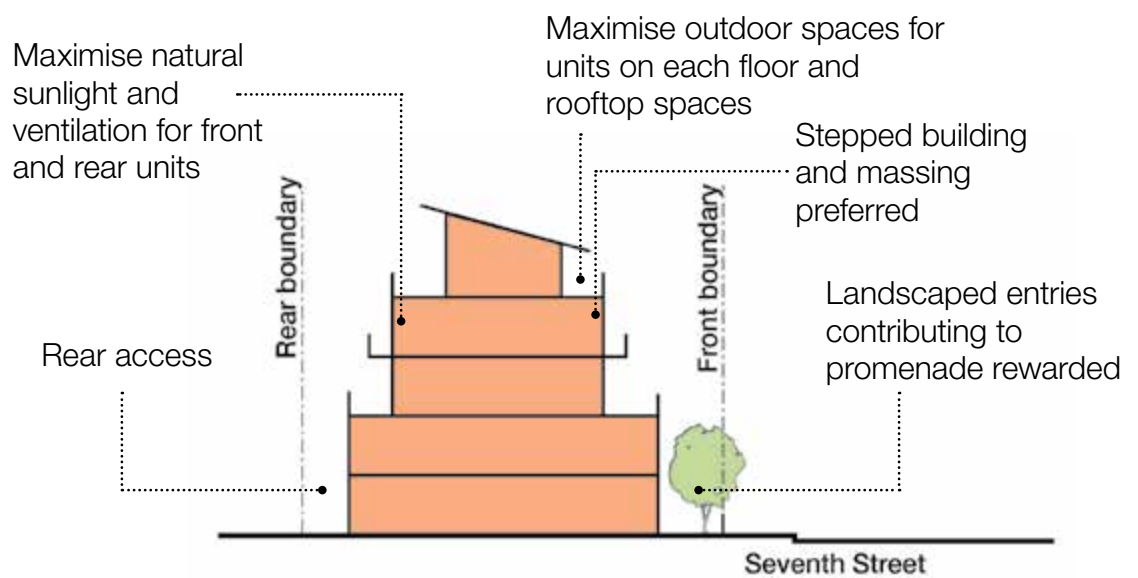 Maximise natural
sunlight and
ventilation for front
and rear units
Maximise outdoor spaces for
units on each floor and
rooftop spaces
Stepped building
and massing
preferred
Rear boundary
Front boundary
Landscaped entries
contributing to
promenade rewarded
Rear access
Seventh Street